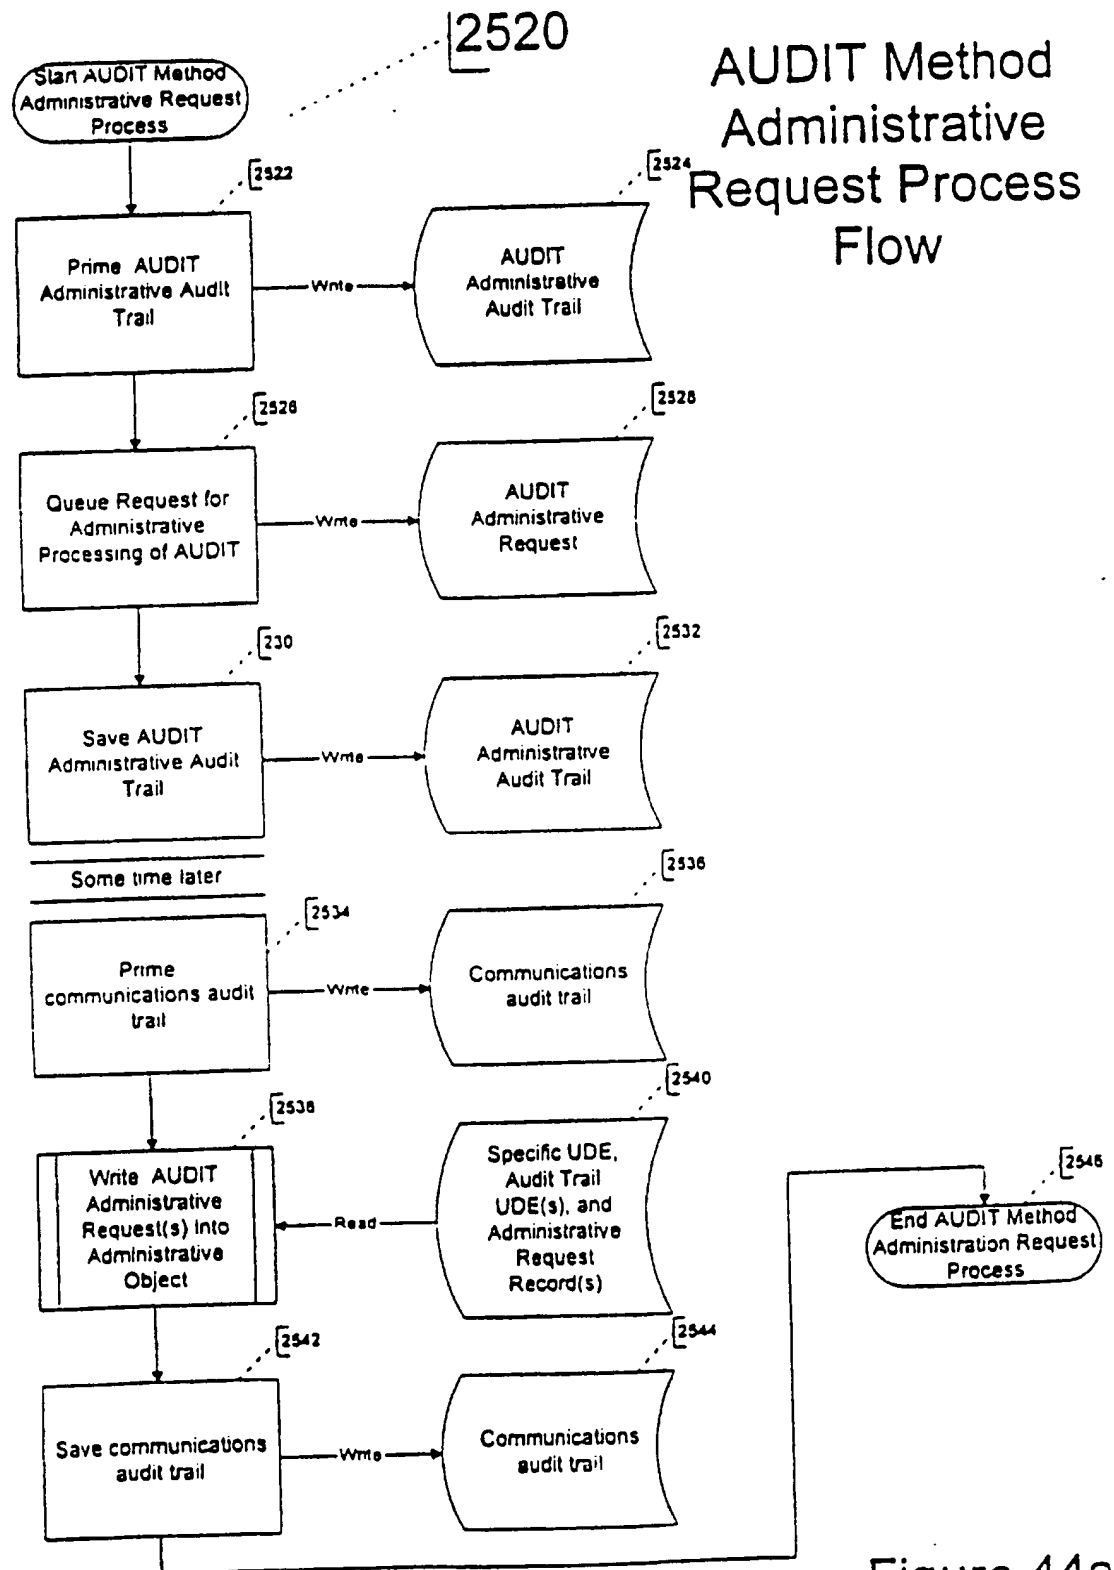 2520
AUDIT Method
Administrative
Request Process
Flow
Start AUDIT Method
Administrative Request
Process
2522
2524
Prime AUDIT
Administrative Audit
Trail
Write
AUDIT
Administrative
Audit Trail
2526
2528
Queue Request for
Administrative
Processing of AUDIT
Write
AUDIT
Administrative
Request
230
2532
Save AUDIT
Administrative Audit
Trail
Write
AUDIT
Administrative
Audit Trail
Some time later
2534
2536
Prime
communications audit
trail
Write
Communications
audit trail
2538
2540
Write AUDIT
Administrative
Request(s) Into
Administrative
Object
Read
Specific UDE,
Audit Trail
UDE(s), and
Administrative
Request
Record(s)
2546
End AUDIT Method
Administration Request
Process
2542
2544
Save communications
audit trail
Write
Communications
audit trail
Figure 44a